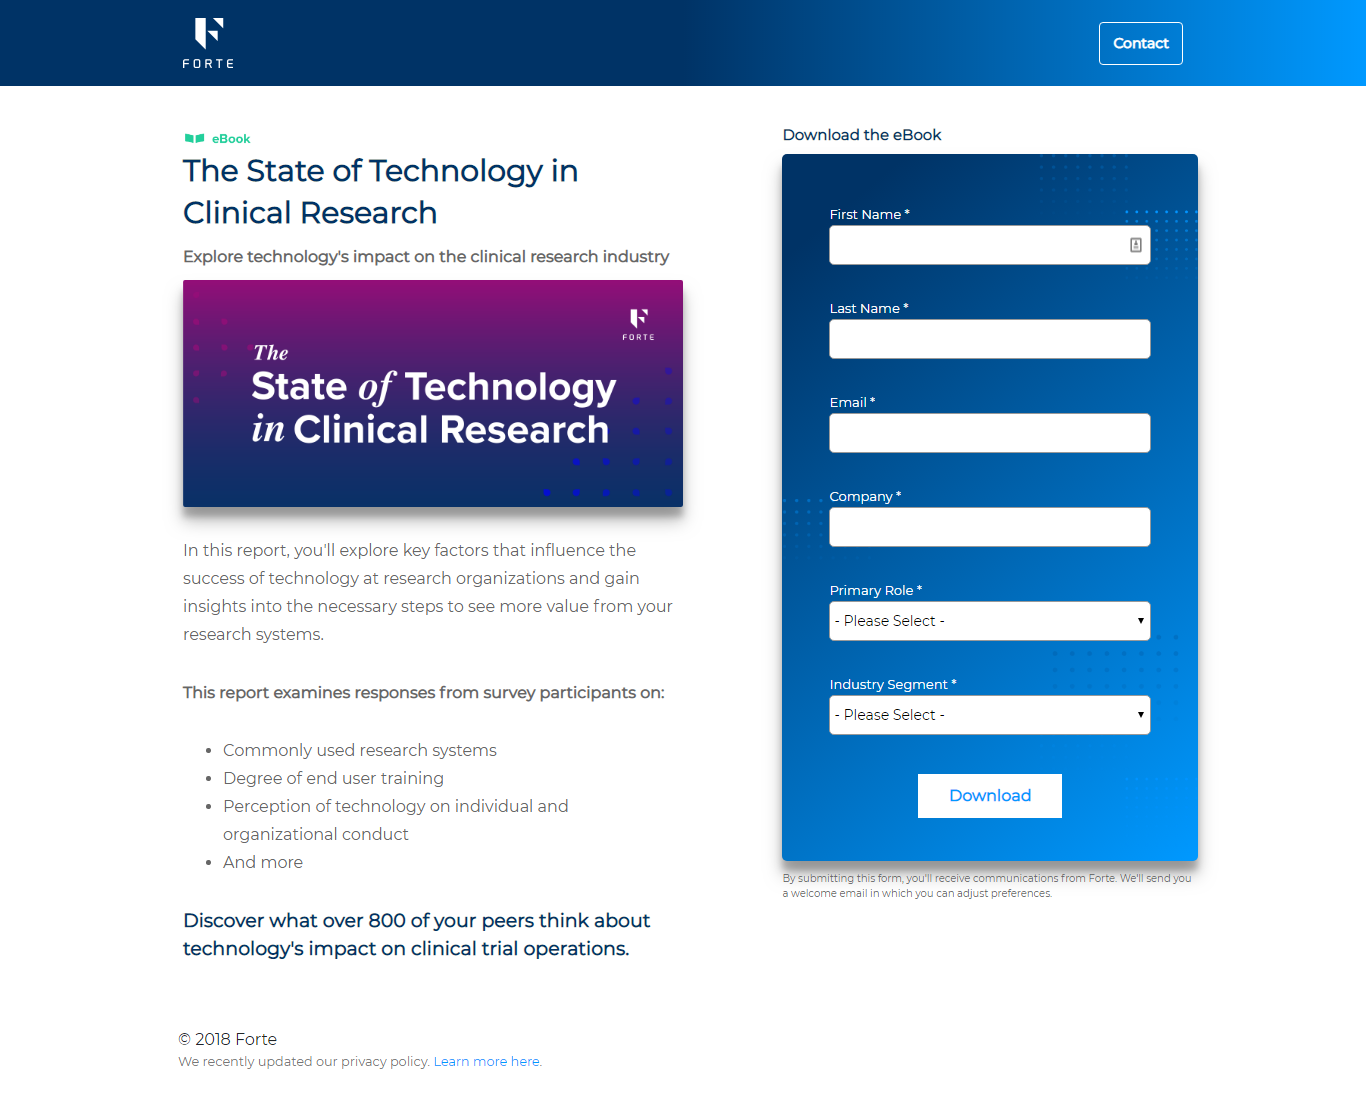 FORTE
Contact
eBook
The State of Technology in
Clinical Research
Explore technology's impact on the clinical research industry
FORTE
The
State of Technology
in Clinical Research
In this report, you'll explore key factors that influence the
success of technology at research organizations and gain
insights into the necessary steps to see more value from your
research systems.
This report examines responses from survey participants on:
• Commonly used research systems
• Degree of end user training
• Perception of technology on individual and
organizational conduct
• And more
Discover what over 800 of your peers think about
technology's impact on clinical trial operations.
Download the eBook
First Name *
Last Name *
Email *
Company *
Primary Role *
- Please Select -
Industry Segment *
- Please Select -
Download
By submitting this form, you'll receive communications from Forte. We'll send you
a welcome email in which you can adjust preferences.
© 2018 Forte
We recently updated our privacy policy. Learn more here.